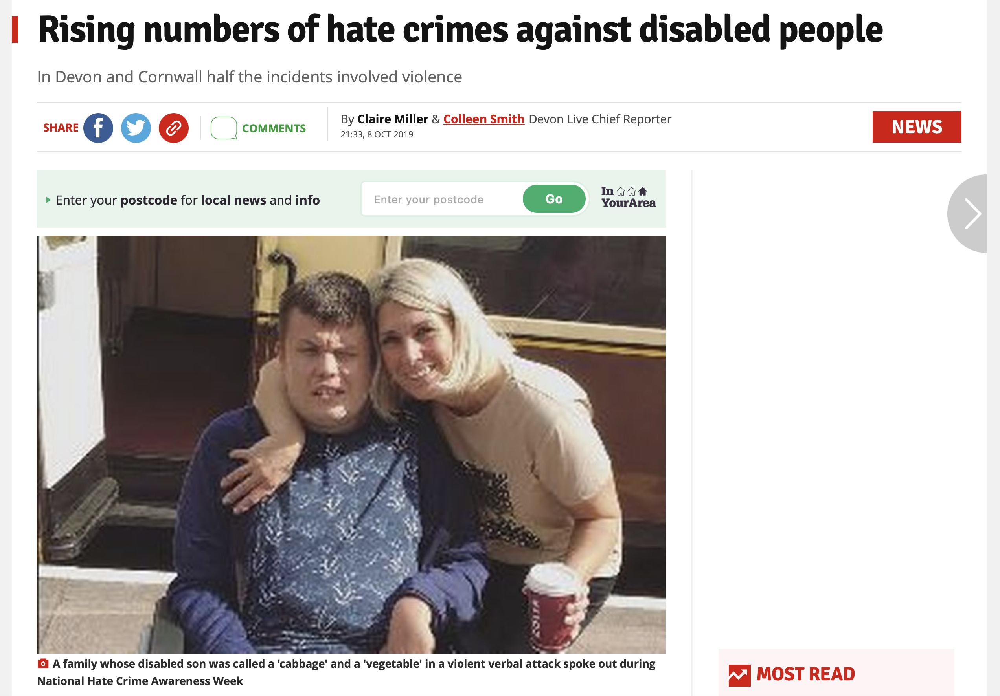 Rising numbers of hate crimes against disabled people
In Devon and Cornwall half the incidents involved violence
SHARE
COMMENTS
By Claire Miller & Colleen Smith Devon Live Chief Reporter
21:33, 8 OCT 2019
NEWS
Enter your postcode for local news and info
Enter your postcode
Go
In
YourArea
COSTA
A family whose disabled son was called a 'cabbage' and a 'vegetable' in a violent verbal attack spoke out during
National Hate Crime Awareness Week
MOST READ